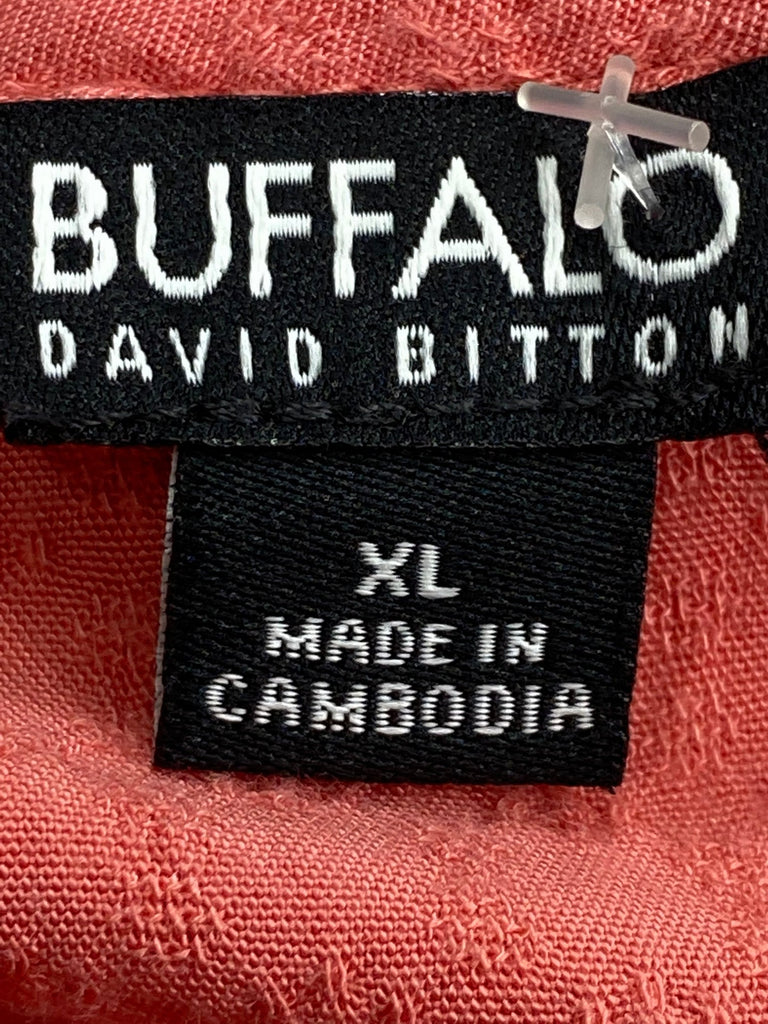 BUFFALO
DAVID BITTON
XL
MADE IN
CAMBODIA